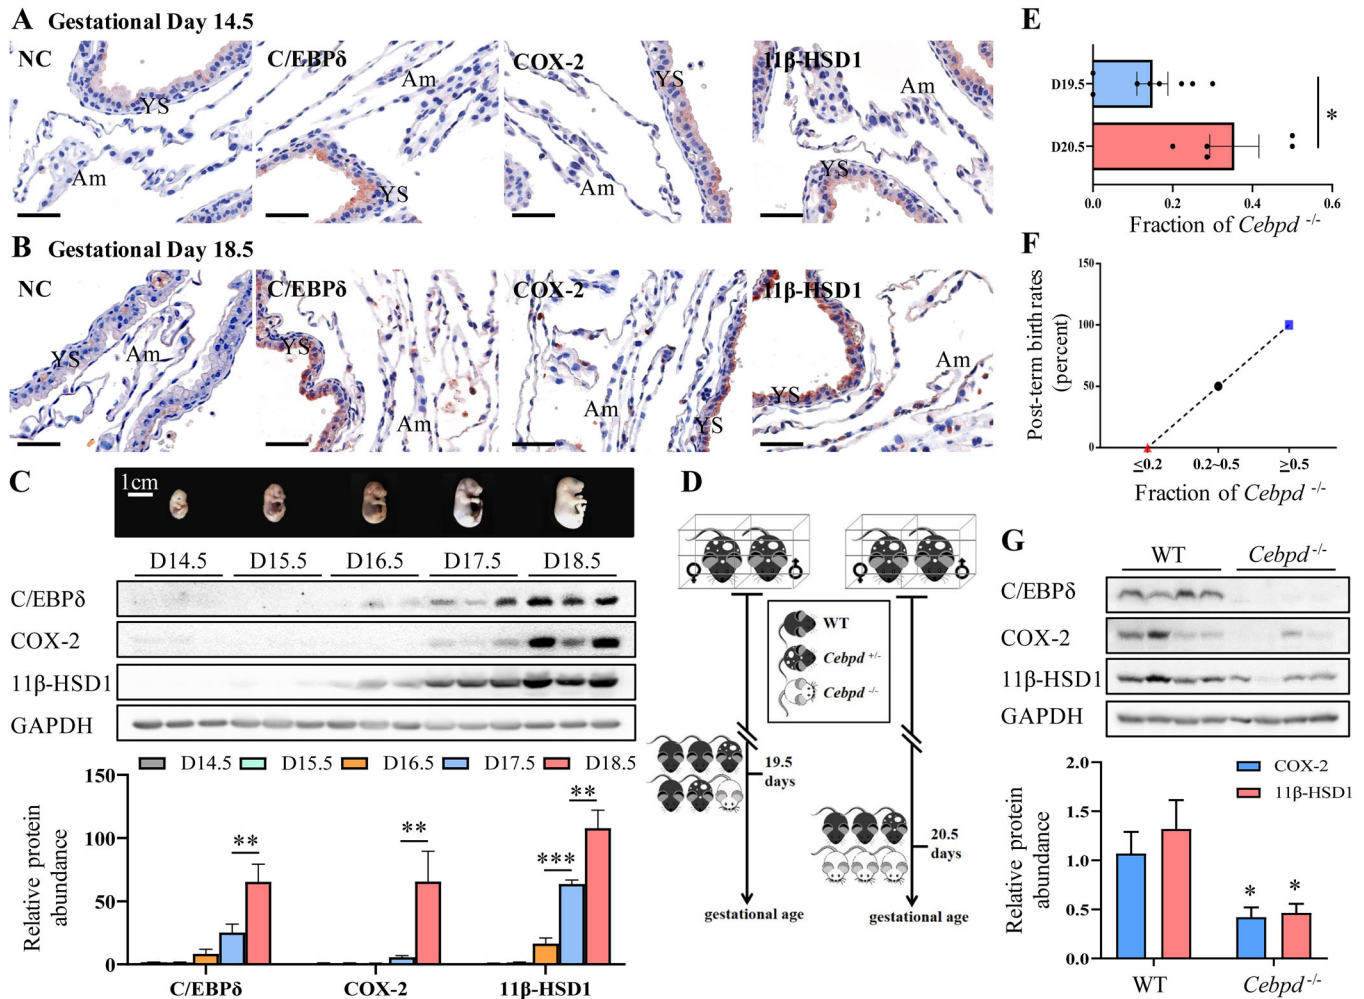 A Gestational Day 14.5
NC
YS
Am
C/EBPδ
Am
YS
COX-2
YS
Am
11β-HSD1
Am
YS
B Gestational Day 18.5
NC
YS
Am
C/EBPδ
YS
Am
COX-2
Am
YS
11β-HSD1
Am
YS
C
1cm
D14.5 D15.5 D16.5 D17.5 D18.5
C/EBPδ
COX-2
11β-HSD1
GAPDH
D14.5 D15.5 D16.5 D17.5 D18.5
Relative protein
abundance
150
100
50
0
**
**
***
**
C/EBPδ COX-2 11β-HSD1
D
♀ ♂ ♀ ♂
WT
Cebpd +/-
Cebpd -/-
19.5
days
20.5
days
gestational age
gestational age
E
D19.5
D20.5
*
0.0 0.2 0.4 0.6
Fraction of Cebpd -/-
F
Post-term birth rates
(percent)
150
100
50
0
≤0.2 0.2~0.5 ≥0.5
Fraction of Cebpd -/-
G
WT Cebpd -/-
C/EBPδ
COX-2
11β-HSD1
GAPDH
COX-2
11β-HSD1
Relative protein
abundance
2.0
1.5
1.0
0.5
0.0
* *
WT Cebpd -/-